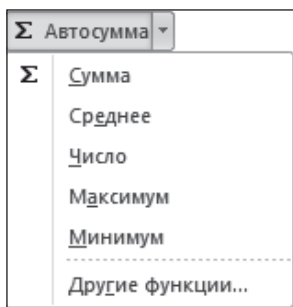 Σ Автосумма
Σ Сумма
Среднее
Число
Максимум
Минимум
Другие функции...